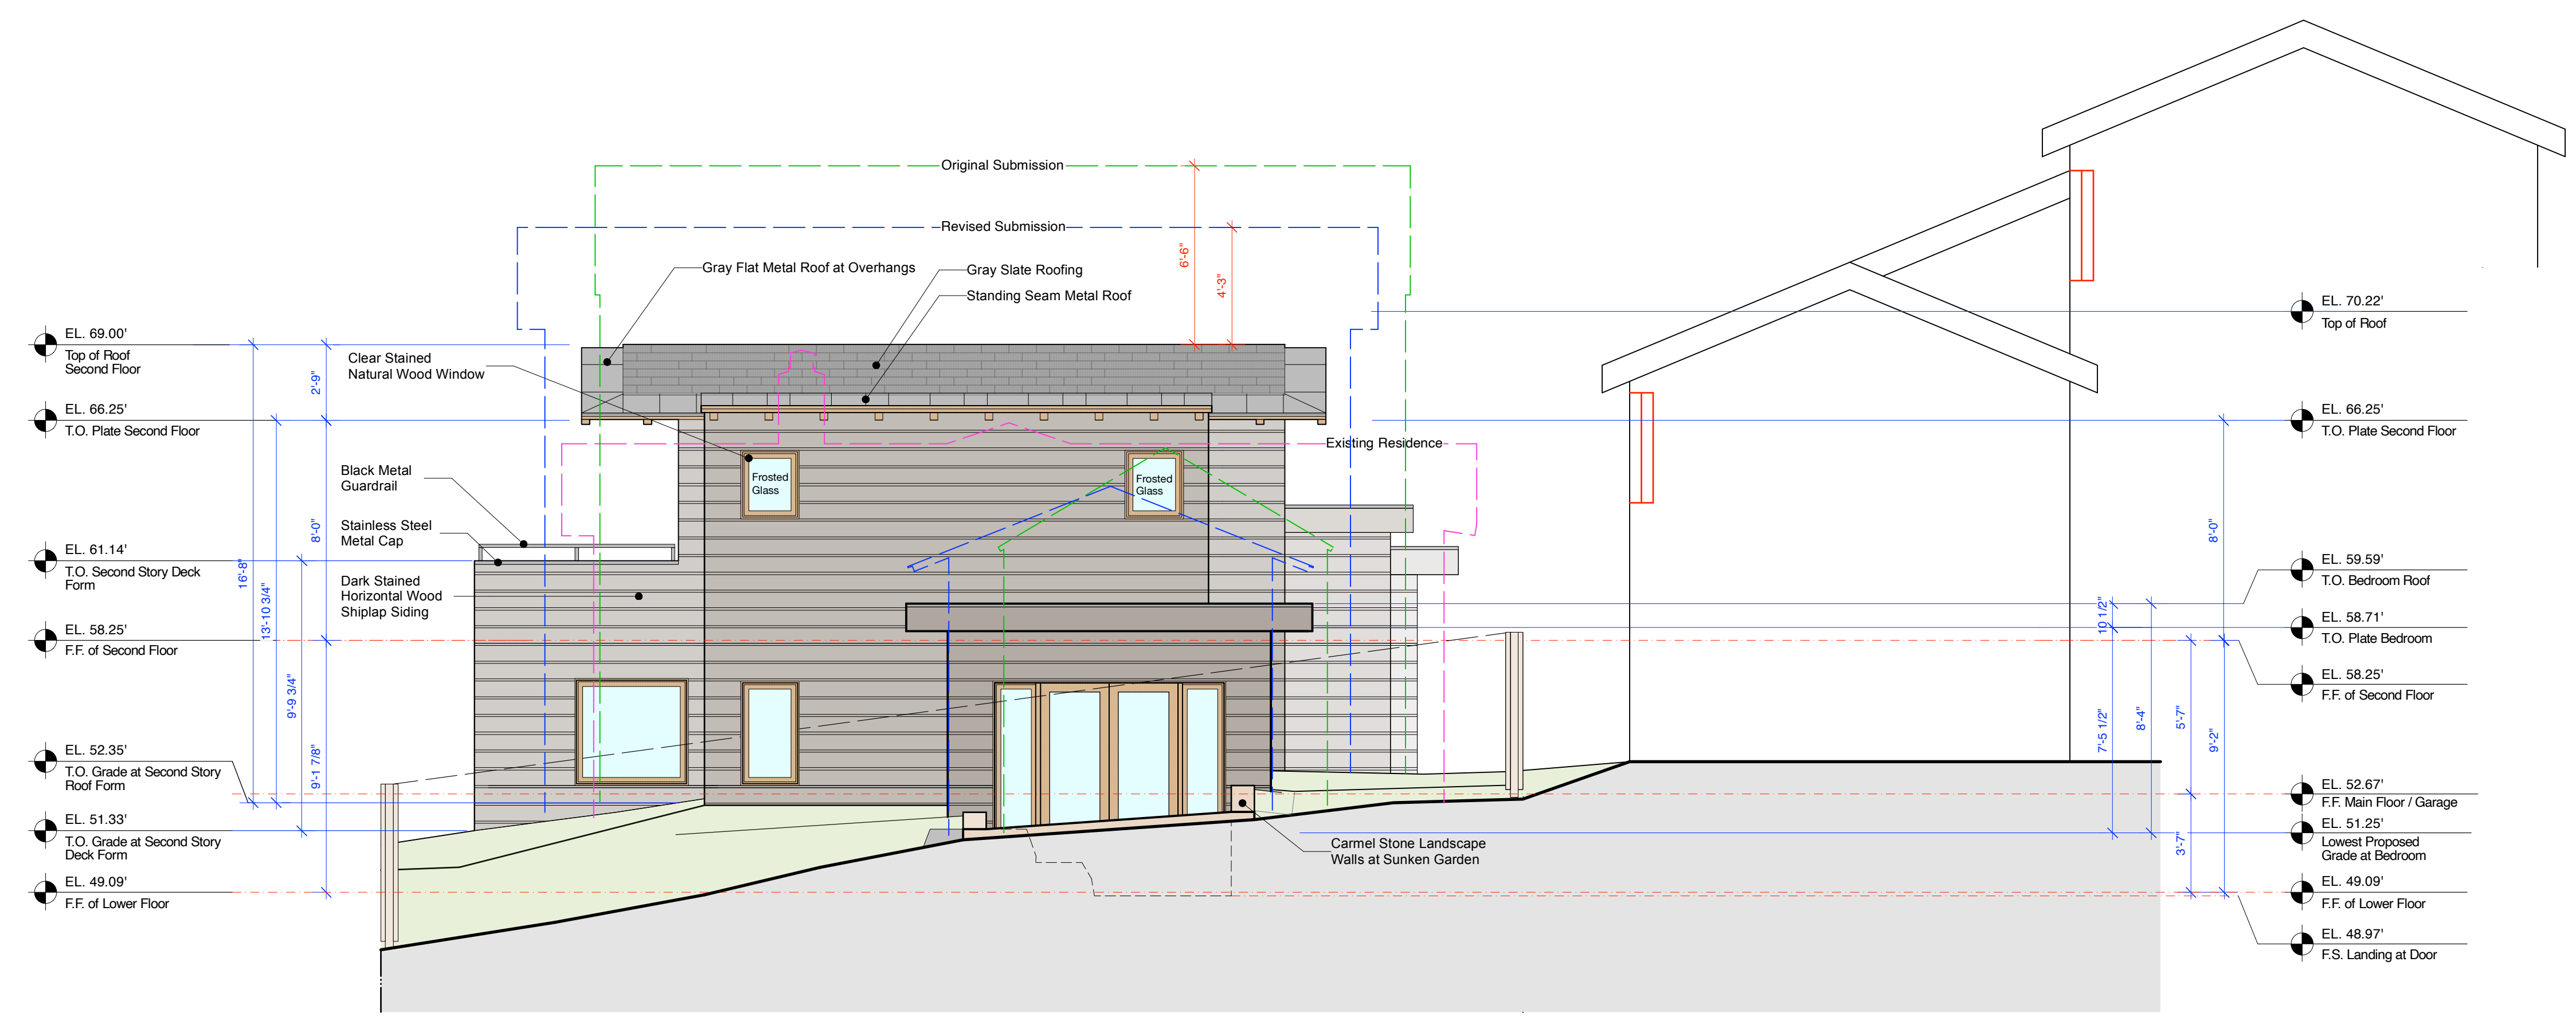 Original Submission
Revised Submission
6'-6"
4'-3"
Gray Flat Metal Roof at Overhangs
Gray Slate Roofing
Standing Seam Metal Roof
Clear Stained
Natural Wood Window
Black Metal
Guardrail
Stainless Steel
Metal Cap
Dark Stained
Horizontal Wood
Shiplap Siding
Frosted
Glass
Frosted
Glass
Existing Residence
Carmel Stone Landscape
Walls at Sunken Garden
EL. 69.00'
Top of Roof
Second Floor
EL. 66.25'
T.O. Plate Second Floor
EL. 61.14'
T.O. Second Story Deck
Form
EL. 58.25'
F.F. of Second Floor
EL. 52.35'
T.O. Grade at Second Story
Roof Form
EL. 51.33'
T.O. Grade at Second Story
Deck Form
EL. 49.09'
F.F. of Lower Floor
16'-8"
13'-10 3/4"
9'-9 3/4"
2'-9"
8'-0"
9'-1 7/8"
EL. 70.22'
Top of Roof
EL. 66.25'
T.O. Plate Second Floor
EL. 59.59'
T.O. Bedroom Roof
EL. 58.71'
T.O. Plate Bedroom
EL. 58.25'
F.F. of Second Floor
EL. 52.67'
F.F. Main Floor / Garage
EL. 51.25'
Lowest Proposed
Grade at Bedroom
EL. 49.09'
F.F. of Lower Floor
EL. 48.97'
F.S. Landing at Door
10 1/2"
7'-5 1/2"
8'-4"
5'-7"
3'-7"
8'-0"
9'-2"